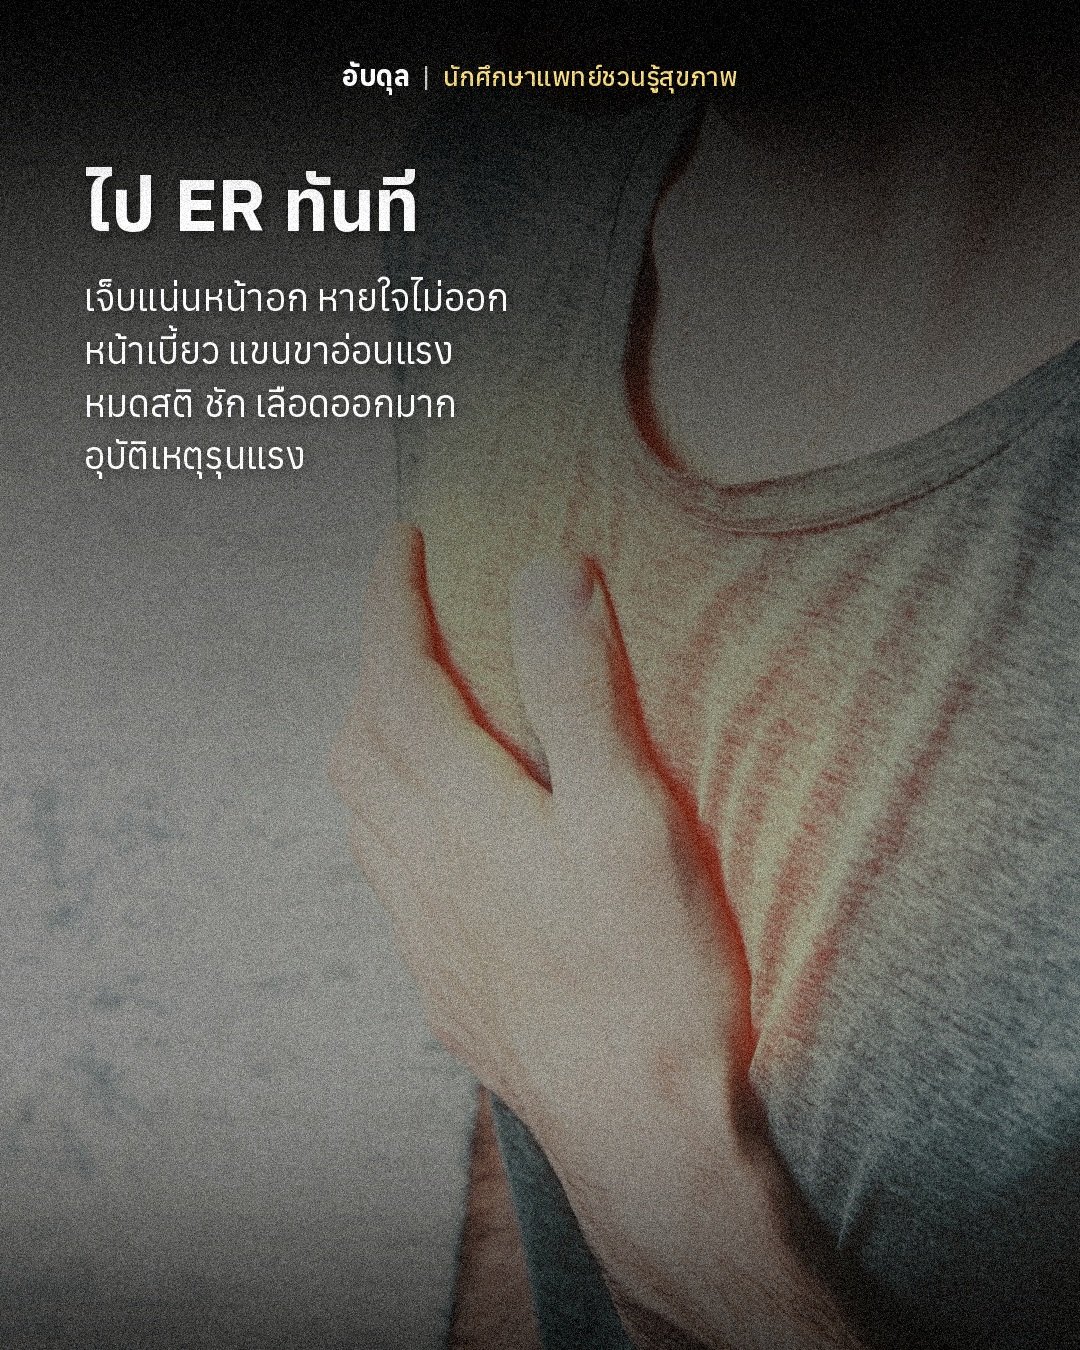 อับดุล | นักศึกษาแพทย์ชวนรู้สุขภาพ
ไป ER ทันที
เจ็บแน่นหน้าอก หายใจไม่ออก
หน้าเบี้ยว แขนขาอ่อนแรง
หมดสติ ชัก เลือดออกมาก
อุบัติเหตุรุนแรง